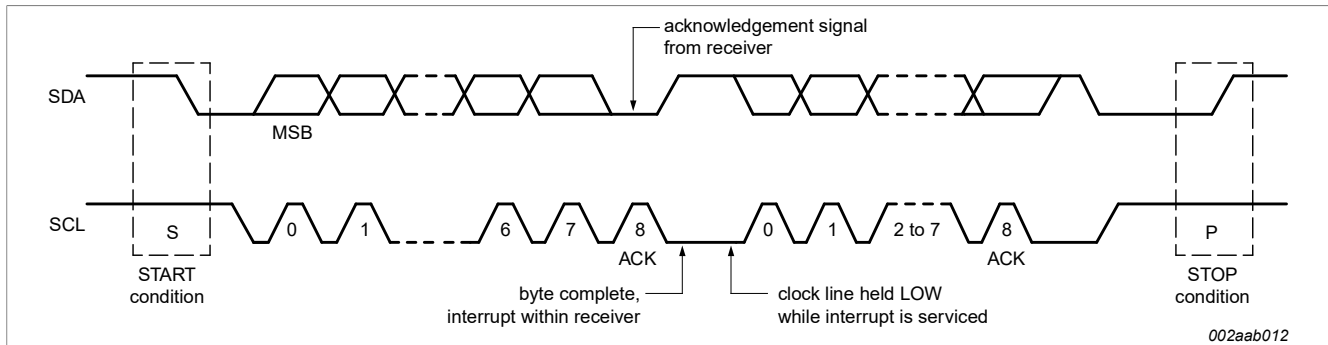 acknowledgement signal
from receiver
SDA
MSB
SCL
S
0
1
6
7
8
0
1
2 to 7
8
P
ACK
ACK
START
condition
byte complete,
interrupt within receiver
clock line held LOW
while interrupt is serviced
STOP
condition
002aab012